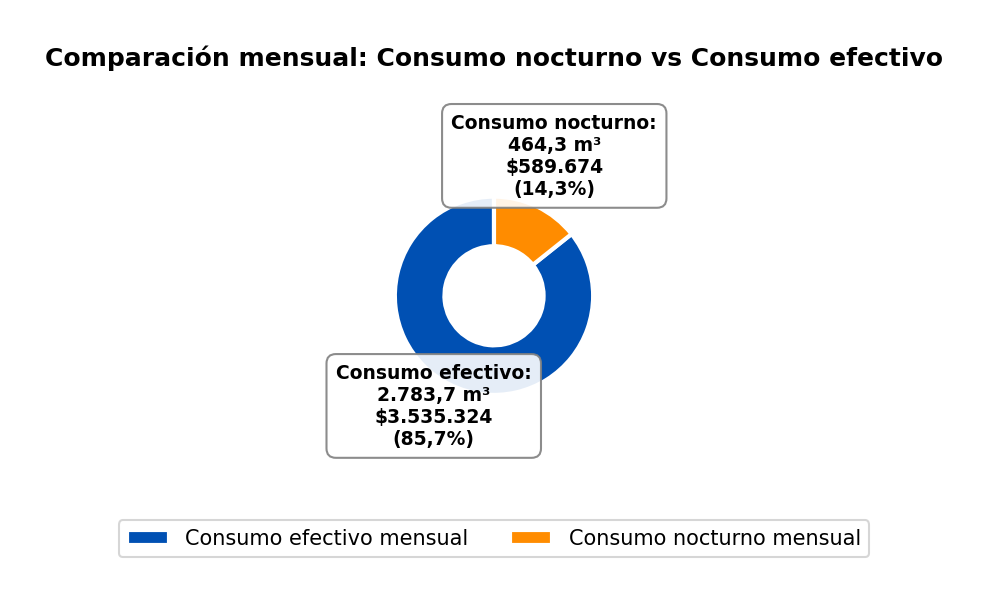 Comparación mensual: Consumo nocturno vs Consumo efectivo
Consumo nocturno:
464,3 m³
$589.674
(14,3%)
Consumo efectivo:
2.783,7 m³
$3.535.324
(85,7%)
Consumo efectivo mensual
Consumo nocturno mensual